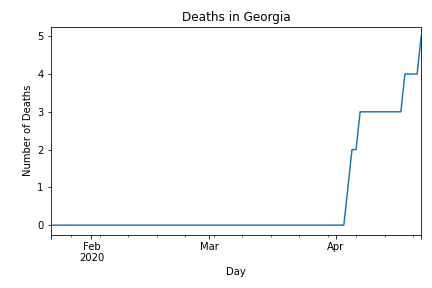 Deaths in Georgia
5
4
3
2
1
0
Number of Deaths
Feb
2020
Mar
Apr
Day